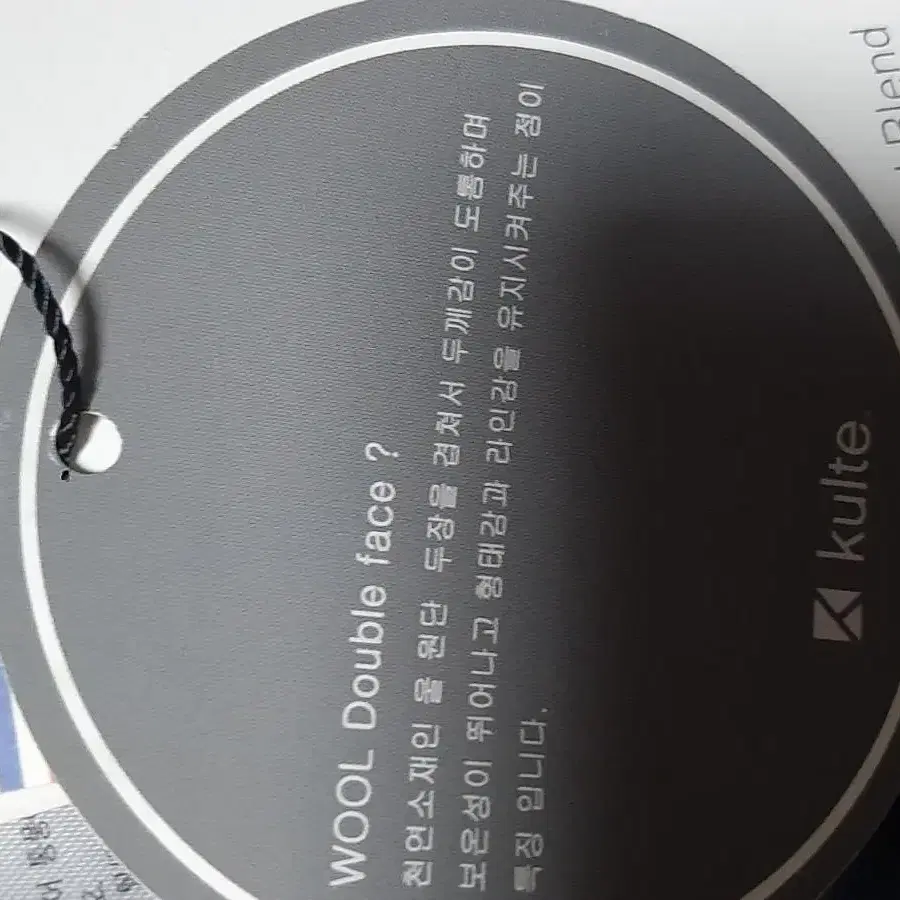 WOOL Double face ?
천연소재인 울 원단 두장을 겹쳐서 두께감이 도톰하며
보온성이 뛰어나고 형태감과 라인감을 유지시켜주는 점이
특징 입니다.
kulte
Blend